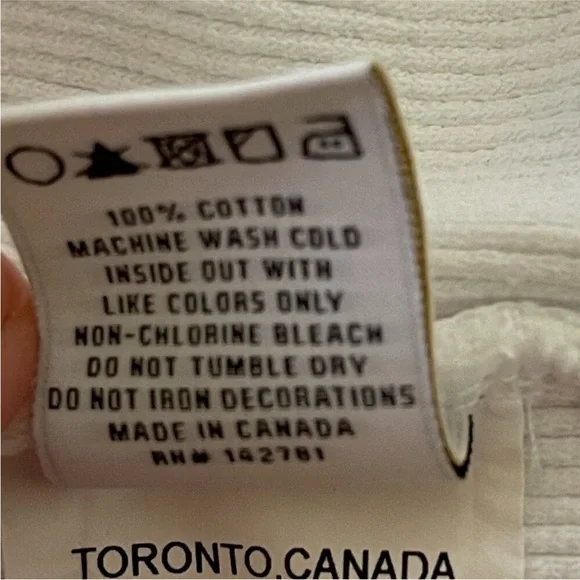 100% COTTON
MACHINE WASH COLD
INSIDE OUT WITH
LIKE COLORS ONLY
NON-CHLORINE BLEACH
DO NOT TUMBLE DRY
DO NOT IRON DECORATIONS
MADE IN CANADA
RN# 142781
TORONTO,CANADA